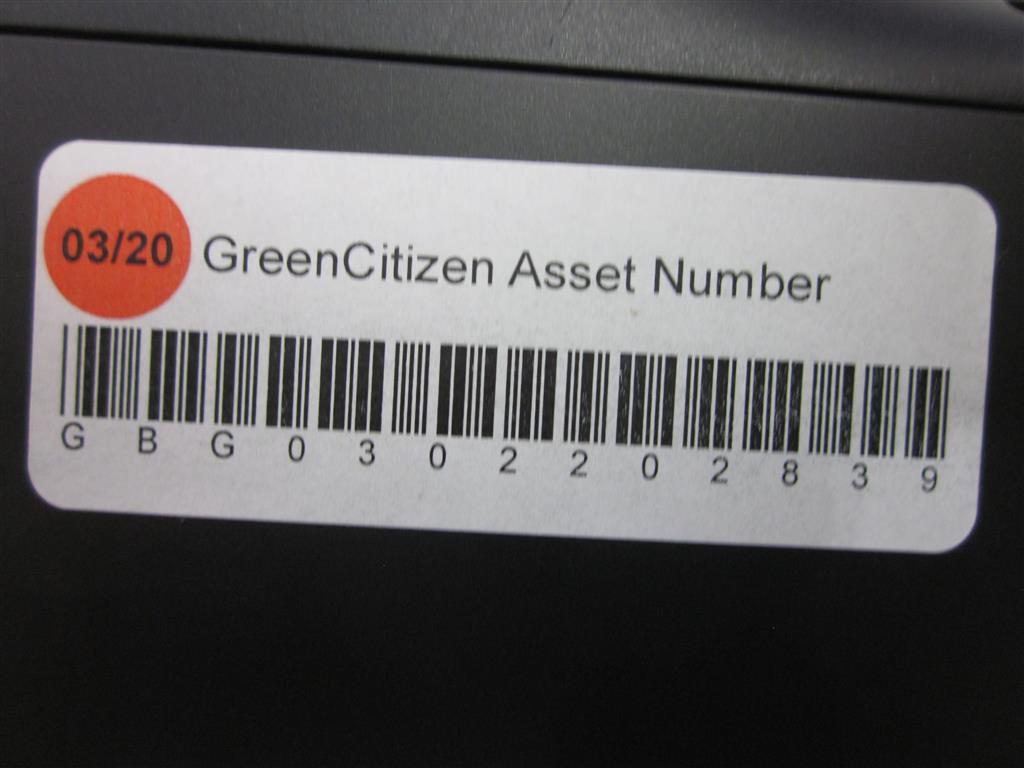 03/20 GreenCitizen Asset Number
G B G 0 3 0 2 2 0 2 8 3 9